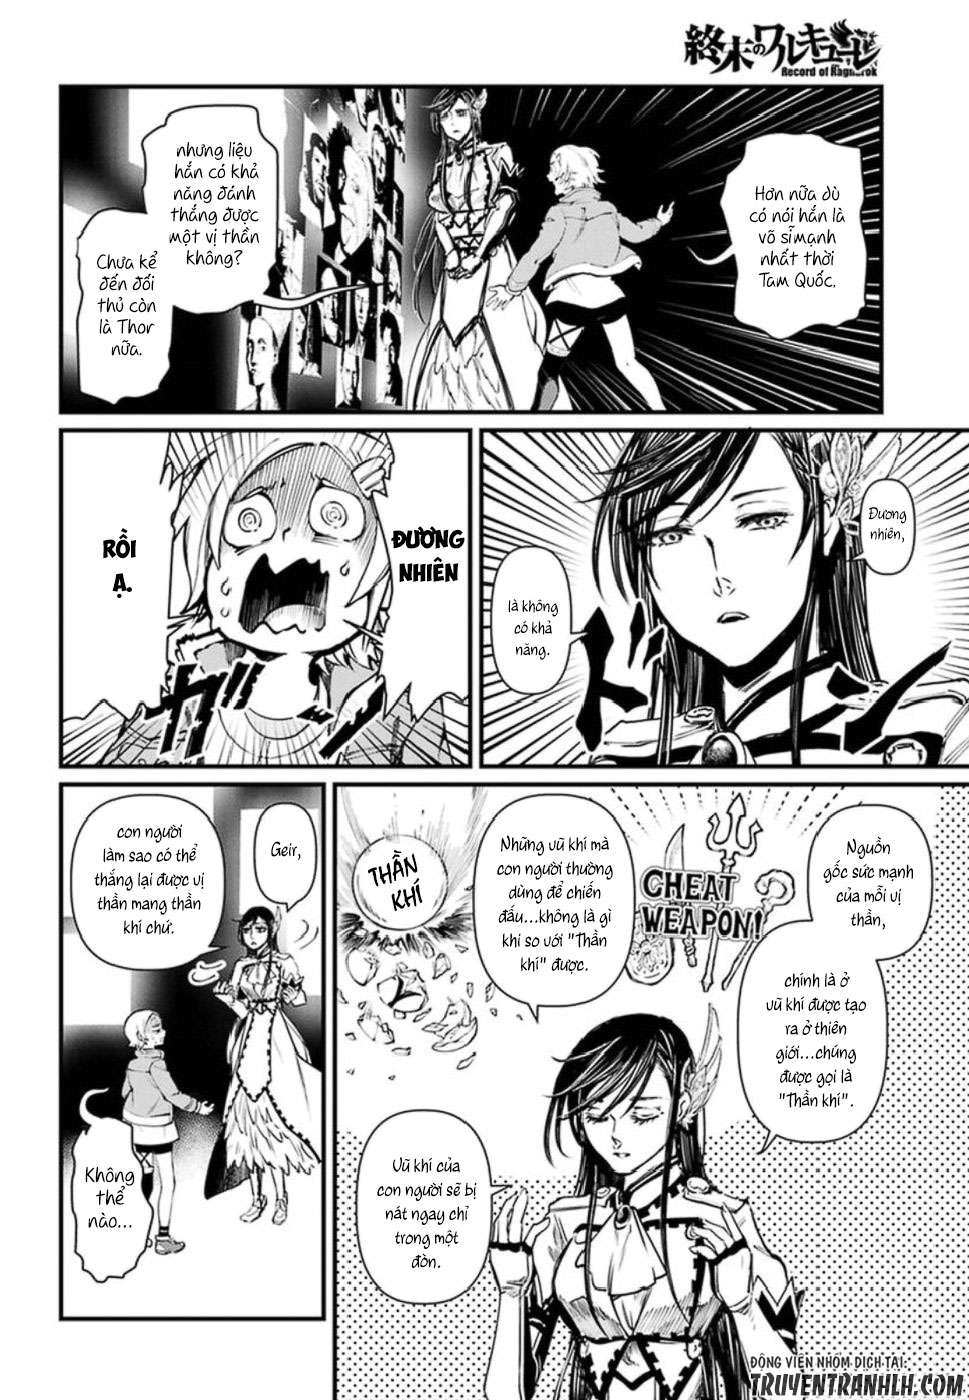 終末のワルキューレ
Record of Ragnarok
Hơn nữa dù
có nói hắn là
võ sĩ mạnh
nhất thời
Tam Quốc.
nhưng liệu
hắn có khả
năng đánh
thắng được
một vị thần
không?
Chưa kể
đến đối
thủ còn
là Thor
nữa.
Đương
nhiên,
là không
có khả
năng.
ĐƯƠNG
NHIÊN
RỒI
Ạ.
Nguồn
gốc sức mạnh
của mỗi vị
thần,
chính là ở
vũ khí được tạo
ra ở thiên
giới...chúng
được gọi là
"Thần khí".
CHEAT
WEAPON!
Những vũ khí mà
con người thường
dùng để chiến
đấu...không là gì
khi so với "Thần
khí" được.
THẦN
KHÍ
Vũ khí của
con người sẽ bị
nát ngay chỉ
trong một
đòn.
Geir,
con người
làm sao có thể
thắng lại được vị
thần mang thần
khí chứ.
Không
thể
nào...
ĐỘNG VIÊN NHÓM DỊCH TẠI:
TRUYENTRANHLH.COM